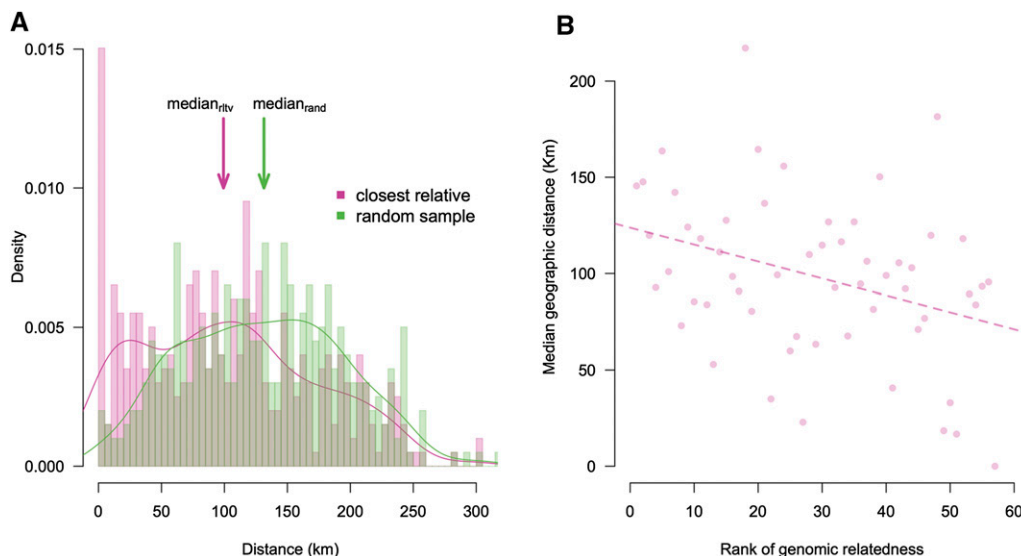 A
0.015
0.010
0.005
0.000
Density
median_rltv
median_rand
closest relative
random sample
0
50
100
150
200
250
300
Distance (km)
B
200
150
100
50
0
Median geographic distance (Km)
0
10
20
30
40
50
60
Rank of genomic relatedness